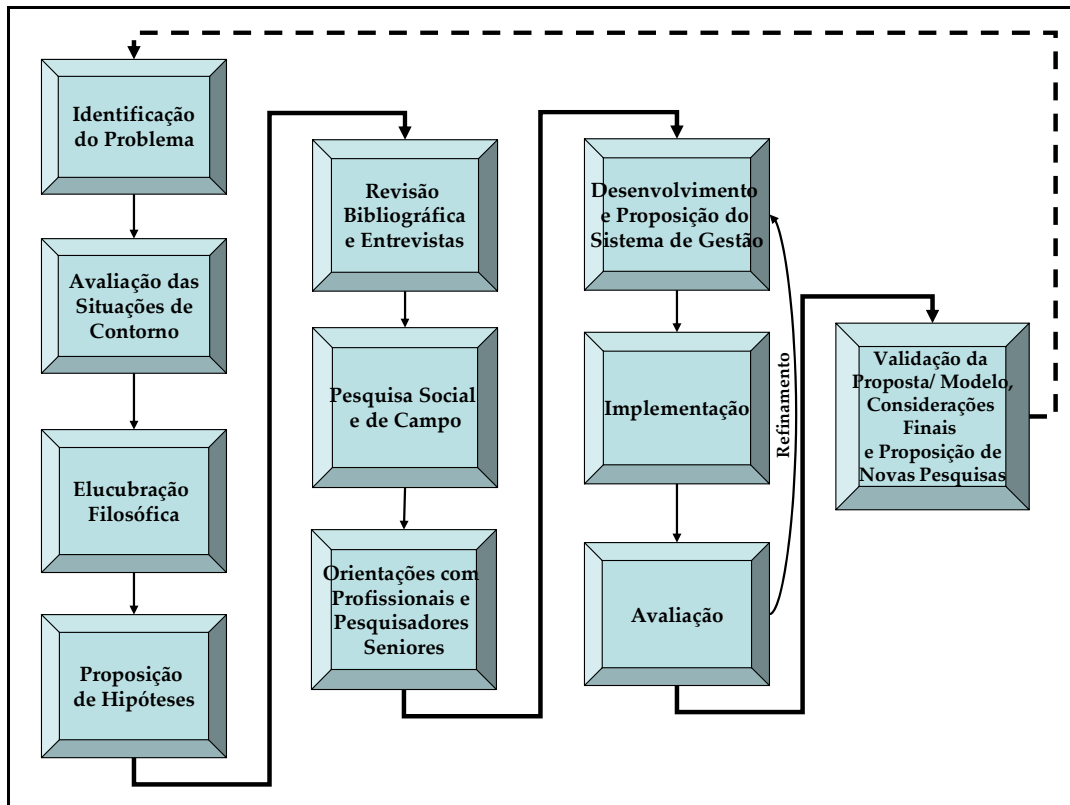 Identificação
do Problema
Avaliação das
Situações de
Contorno
Elucubração
Filosófica
Proposição
de Hipóteses
Revisão
Bibliográfica
e Entrevistas
Pesquisa Social
e de Campo
Orientações com
Profissionais e
Pesquisadores
Seniores
Desenvolvimento
e Proposição do
Sistema de Gestão
Implementação
Avaliação
Refinamento
Validação da
Proposta/ Modelo,
Considerações
Finais
e Proposição de
Novas Pesquisas